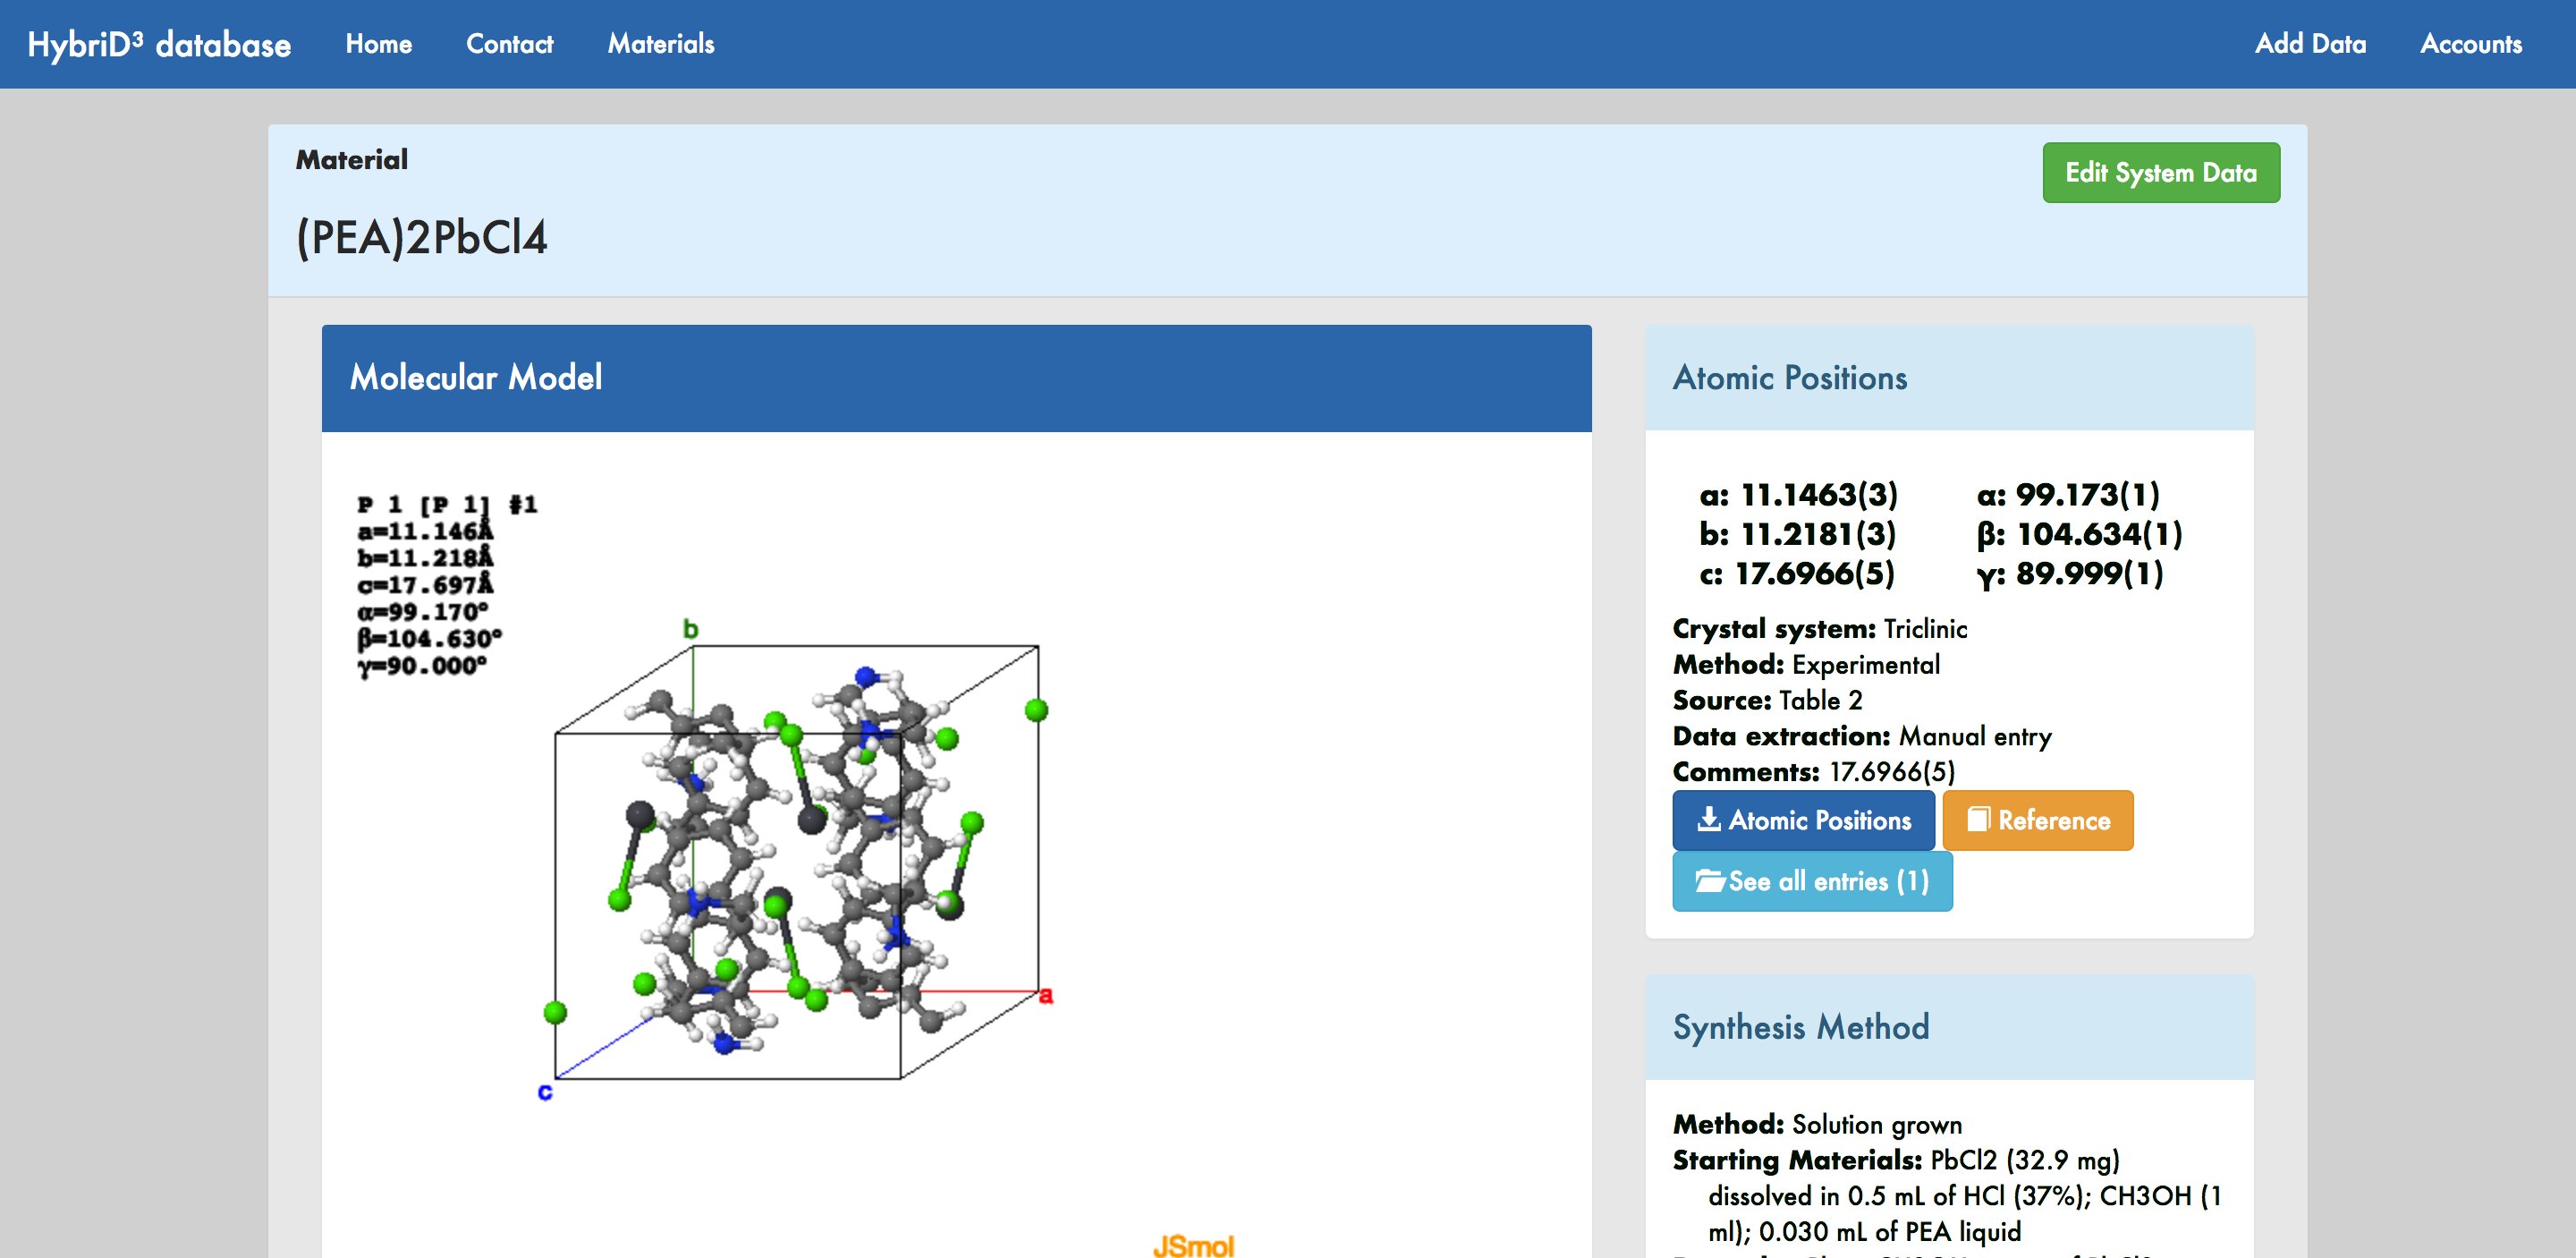 HybriD³ database Home Contact Materials Add Data Accounts
Material
Edit System Data
(PEA)2PbCl4
Molecular Model
P 1 [P 1] #1
a=11.146Å
b=11.218Å
c=17.697Å
α=99.170°
β=104.630°
γ=90.000°
b
a
c
JSmol
Atomic Positions
a: 11.1463(3) α: 99.173(1)
b: 11.2181(3) β: 104.634(1)
c: 17.6966(5) γ: 89.999(1)
Crystal system: Triclinic
Method: Experimental
Source: Table 2
Data extraction: Manual entry
Comments: 17.6966(5)
Atomic Positions Reference
See all entries (1)
Synthesis Method
Method: Solution grown
Starting Materials: PbCl2 (32.9 mg)
dissolved in 0.5 mL of HCl (37%); CH3OH (1
ml); 0.030 mL of PEA liquid